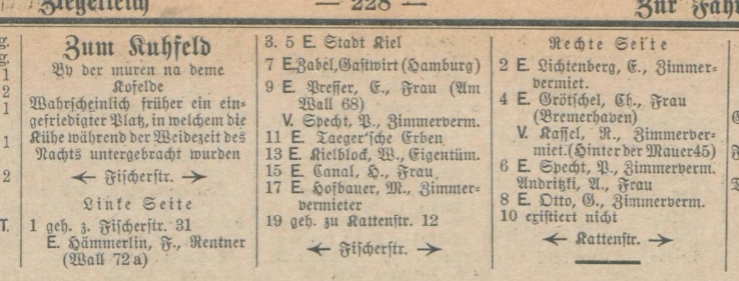 Ziegelteich
— 228 —
Zur Fähr
Zum Kuhfeld
By der müren na deme
Kofelde
Wahrscheinlich früher ein ein-
gefriedigter Platz, in welchem die
Kühe während der Weidezeit des
Nachts untergebracht wurden
← Fischerstr. →
Linke Seite
1 geh. z. Fischerstr. 31
E. Hämmerlin, F., Rentner
(Wall 72a)
3. 5 E. Stadt Kiel
7 E. Zabel, Gastwirt (Hamburg)
9 E. Presser, E., Frau (Am
Wall 68)
V. Specht, P., Zimmerverm.
11 E. Taeger'sche Erben
13 E. Kielblock, W., Eigentüm.
15 E. Canal, H., Frau
17 E. Hofbauer, M., Zimmer-
vermieter
19 geh. zu Kattenstr. 12
← Fischerstr. →
Rechte Seite
2 E. Lichtenberg, E., Zimmer-
vermiet.
4 E. Grötschel, Ch., Frau
(Bremerhaven)
V. Kassel, R., Zimmerver-
miet. (Hinter der Mauer 45)
6 E. Specht, P., Zimmerverm.
Andritzki, A., Frau
8 E. Otto, G., Zimmerverm.
10 existiert nicht
← Kattenstr. →